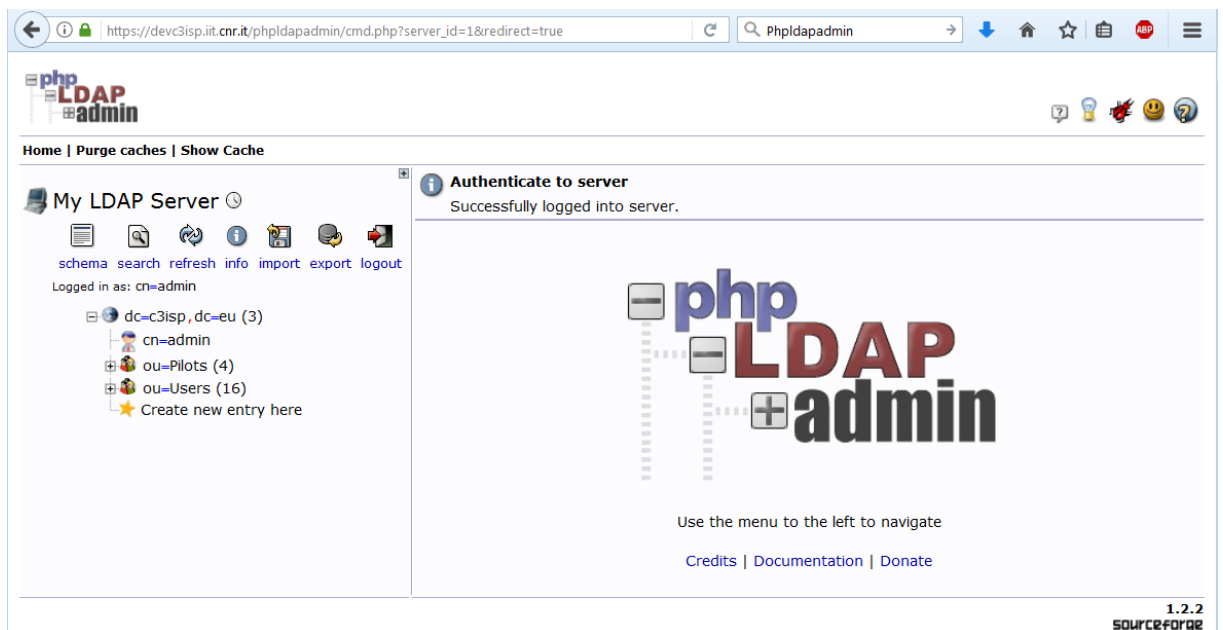 https://devc3isp.iit.cnr.it/phpldapadmin/cmd.php?server_id=1&redirect=true
Phpldapadmin
ABP
php
LDAP
admin
Home | Purge caches | Show Cache
My LDAP Server
schema search refresh info import export logout
Logged in as: cn=admin
dc=c3isp,dc=eu (3)
cn=admin
ou=Pilots (4)
ou=Users (16)
Create new entry here
Authenticate to server
Successfully logged into server.
php
LDAP
admin
Use the menu to the left to navigate
Credits | Documentation | Donate
1.2.2
sourceforge